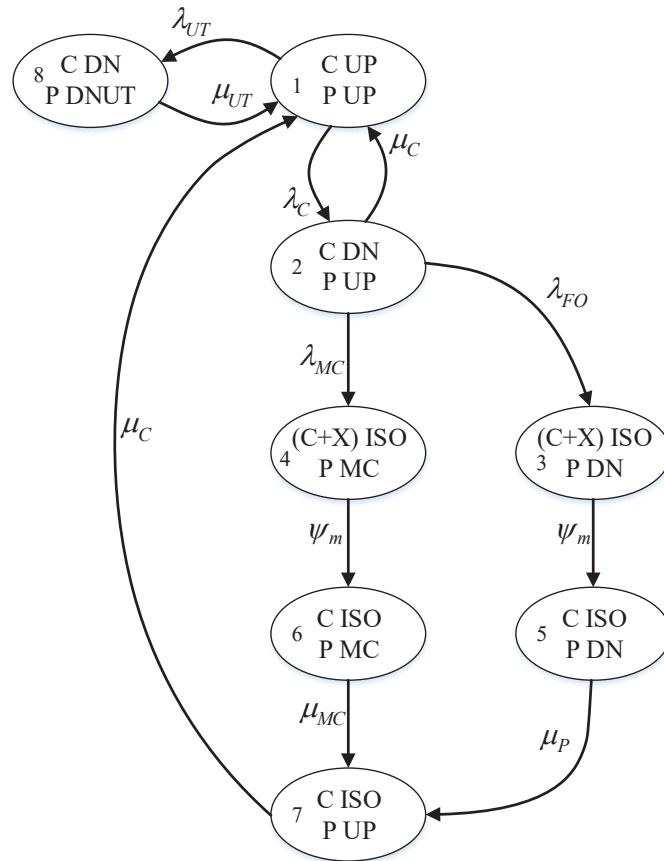 λ_UT
8 C DN
P DNUT
μ_UT
1 C UP
P UP
λ_C
μ_C
2 C DN
P UP
λ_FO
λ_MC
μ_C
4 (C+X) ISO
P MC
3 (C+X) ISO
P DN
ψ_m
ψ_m
6 C ISO
P MC
5 C ISO
P DN
μ_MC
μ_P
7 C ISO
P UP